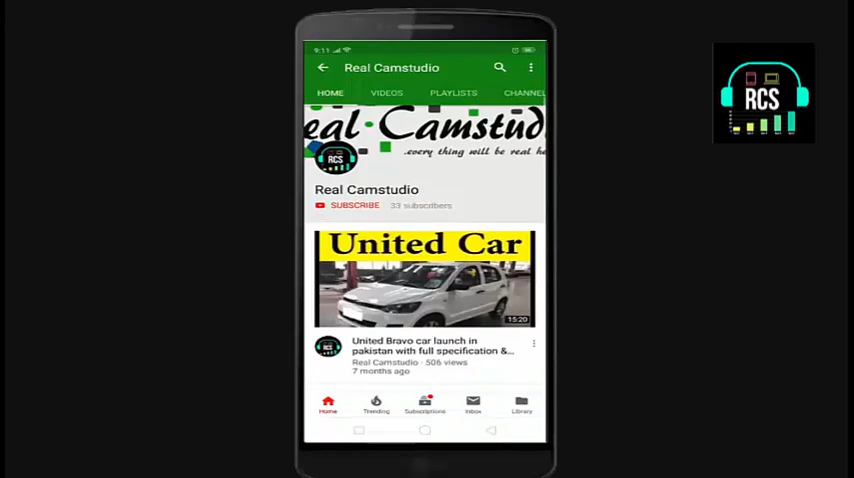 9:11
Real Camstudio
HOME VIDEOS PLAYLISTS CHANNEL
eal Camstud
.every thing will be real he
RCS
Real Camstudio
SUBSCRIBE 33 subscribers
United Car
15:20
RCS
United Bravo car launch in
pakistan with full specification &...
Real Camstudio · 506 views
7 months ago
Home Trending Subscriptions Inbox Library
RCS